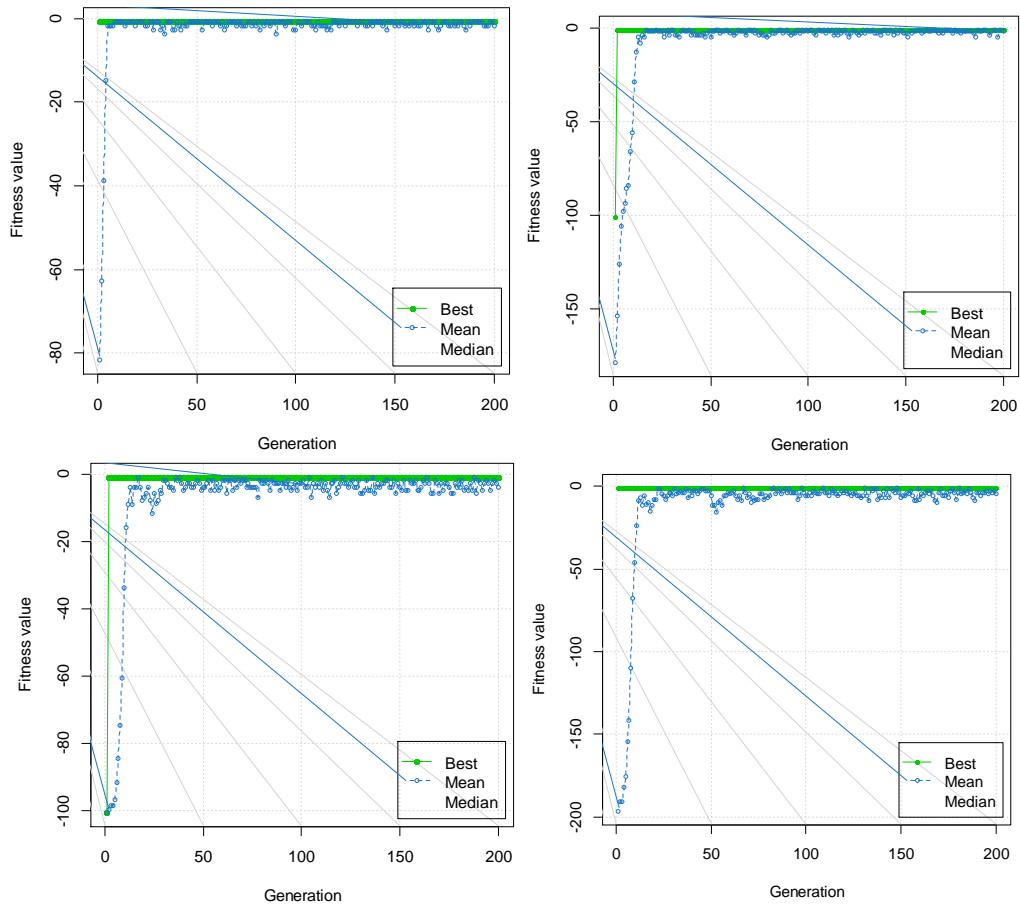 0
-20
-40
-60
-80
Fitness value
0
50
100
150
200
Generation
Best
Mean
Median
0
-50
-100
-150
Fitness value
0
50
100
150
200
Generation
Best
Mean
Median
0
-20
-40
-60
-80
-100
Fitness value
0
50
100
150
200
Generation
Best
Mean
Median
0
-50
-100
-150
-200
Fitness value
0
50
100
150
200
Generation
Best
Mean
Median